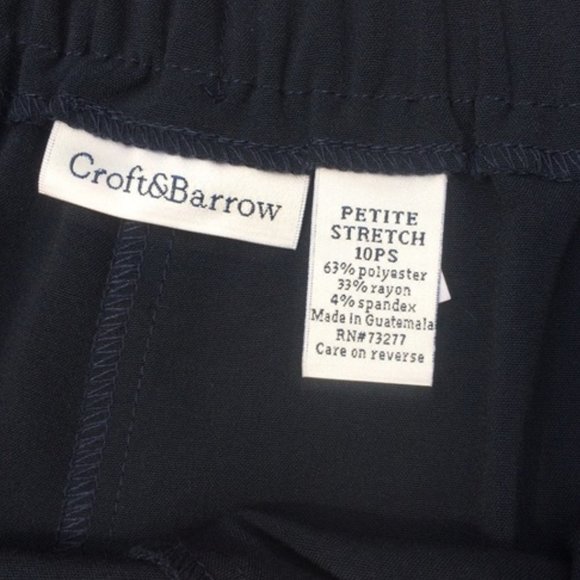 Croft&Barrow
PETITE
STRETCH
10PS
63% polyester
33% rayon
4% spandex
Made in Guatemala
RN#73277
Care on reverse